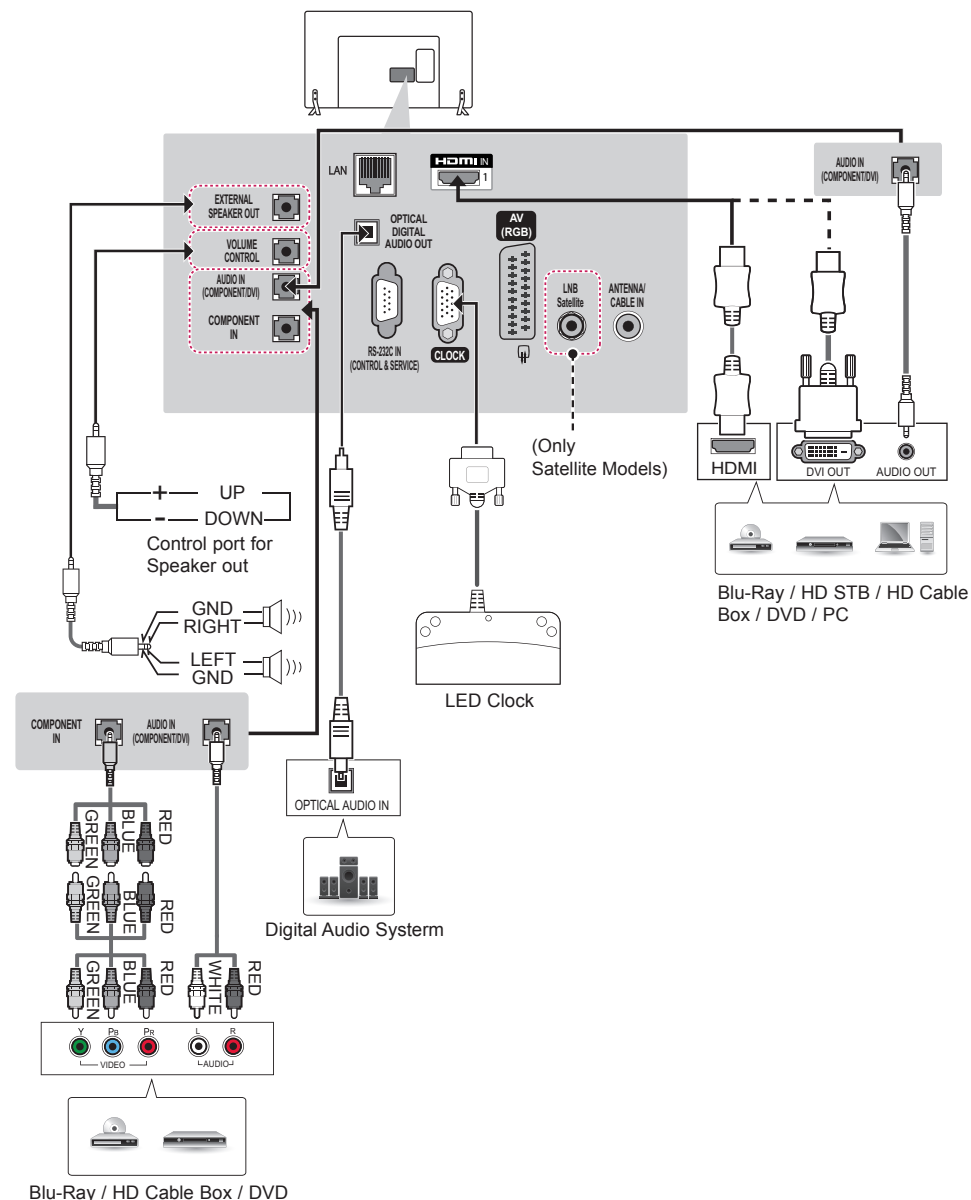 LAN
HDMI IN
1
AUDIO IN
(COMPONENT/DVI)
EXTERNAL
SPEAKER OUT
OPTICAL
DIGITAL
AUDIO OUT
AV
(RGB)
VOLUME
CONTROL
AUDIO IN
(COMPONENT/DVI)
LNB
Satellite
ANTENNA/
CABLE IN
COMPONENT
IN
RS-232C IN
(CONTROL & SERVICE)
CLOCK
(Only
Satellite Models)
HDMI
DVI OUT
AUDIO OUT
+ UP
- DOWN
Control port for
Speaker out
Blu-Ray / HD STB / HD Cable
Box / DVD / PC
GND
RIGHT
LEFT
GND
LED Clock
COMPONENT
IN
AUDIO IN
(COMPONENT/DVI)
OPTICAL AUDIO IN
GREEN
BLUE
RED
GREEN
BLUE
RED
Digital Audio Systerm
GREEN
BLUE
RED
WHITE
RED
Y PB PR
VIDEO
L R
AUDIO
Blu-Ray / HD Cable Box / DVD